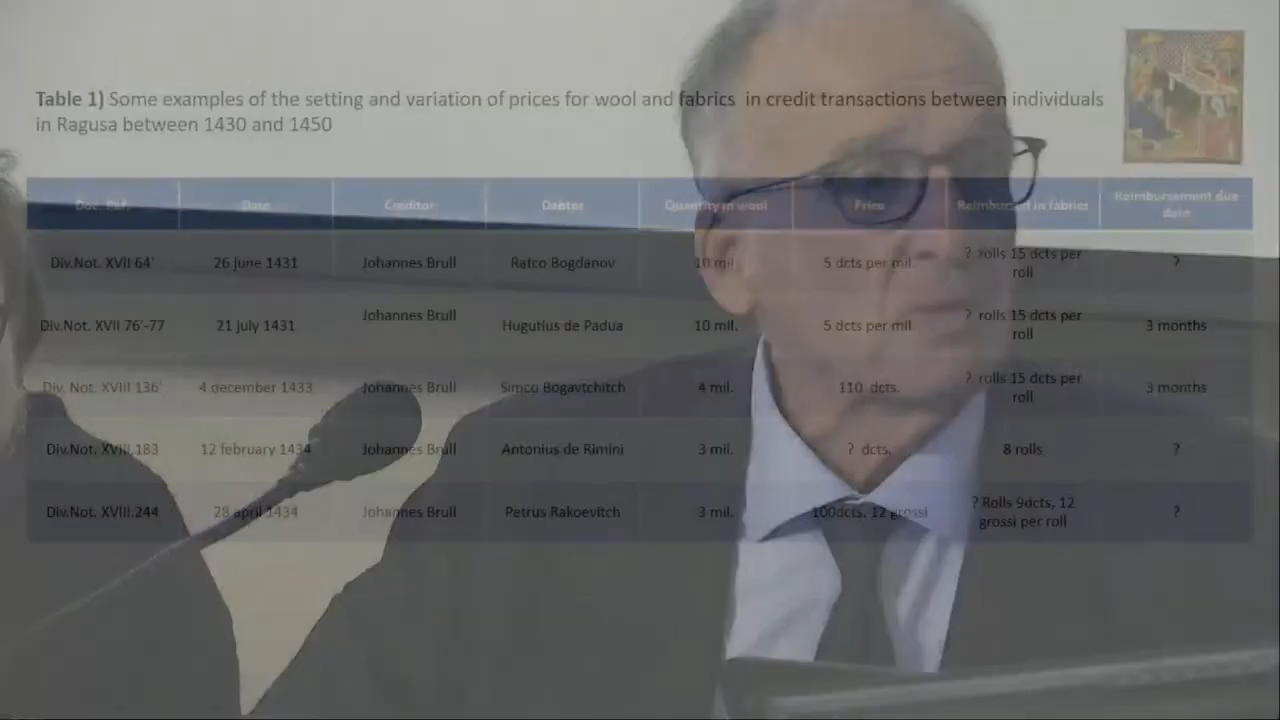 Table 1) Some examples of the setting and variation of prices for wool and fabrics in credit transactions between individuals
in Ragusa between 1430 and 1450
Doc. Ref. Date Creditor Debtor Quantity in wool Price Reimburset in fabrics Reimbursement due date
Div.Not. XVII 64' 26 june 1431 Johannes Brull Ratco Bogdanov 10 mil. 5 dcts per mil. ? rolls 15 dcts per roll ?
Div.Not. XVII 76'-77 21 july 1431 Johannes Brull Hugutius de Padua 10 mil. 5 dcts per mil. ? rolls 15 dcts per roll 3 months
Div. Not. XVIII 136' 4 december 1433 Johannes Brull Simco Bogavtchitch 4 mil. 110 dcts. ? rolls 15 dcts per roll 3 months
Div.Not. XVIII.183 12 february 1434 Johannes Brull Antonius de Rimini 3 mil. ? dcts. 8 rolls ?
Div.Not. XVIII.244 28 april 1434 Johannes Brull Petrus Rakoevitch 3 mil. 100dcts. 12 grossi ? Rolls 9dcts, 12 grossi per roll ?